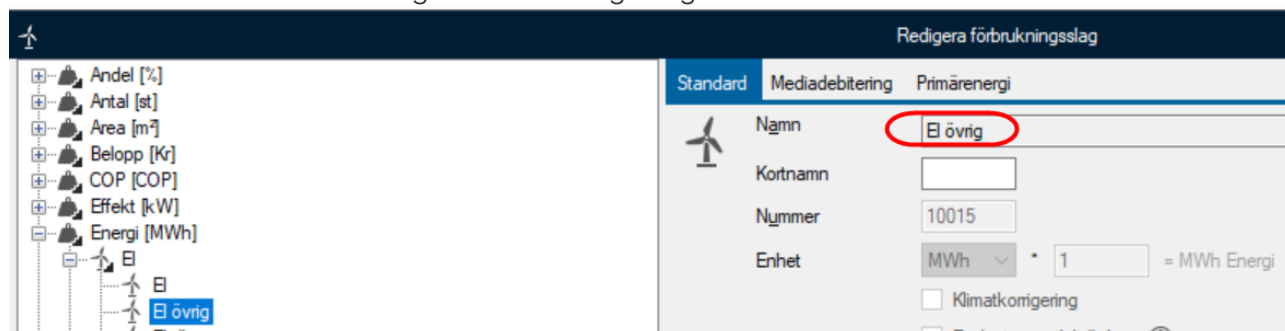 Redigera förbrukningsslag
Andel [%]
Antal [st]
Area [m²]
Belopp [Kr]
COP [COP]
Effekt [kW]
Energi [MWh]
El
El
El övrig
Standard Mediadebitering Primärenergi
Namn El övrig
Kortnamn
Nummer 10015
Enhet MWh * 1 = MWh Energi
Klimatkorrigering